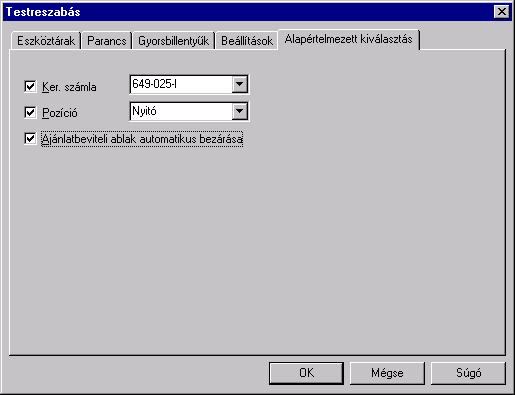 Testreszabás
Eszköztárak Parancs Gyorsbillentyűk Beállítások Alapértelmezett kiválasztás
Ker. számla 649-025-I
Pozíció Nyitó
Ajánlatbeviteli ablak automatikus bezárása
OK Mégse Súgó